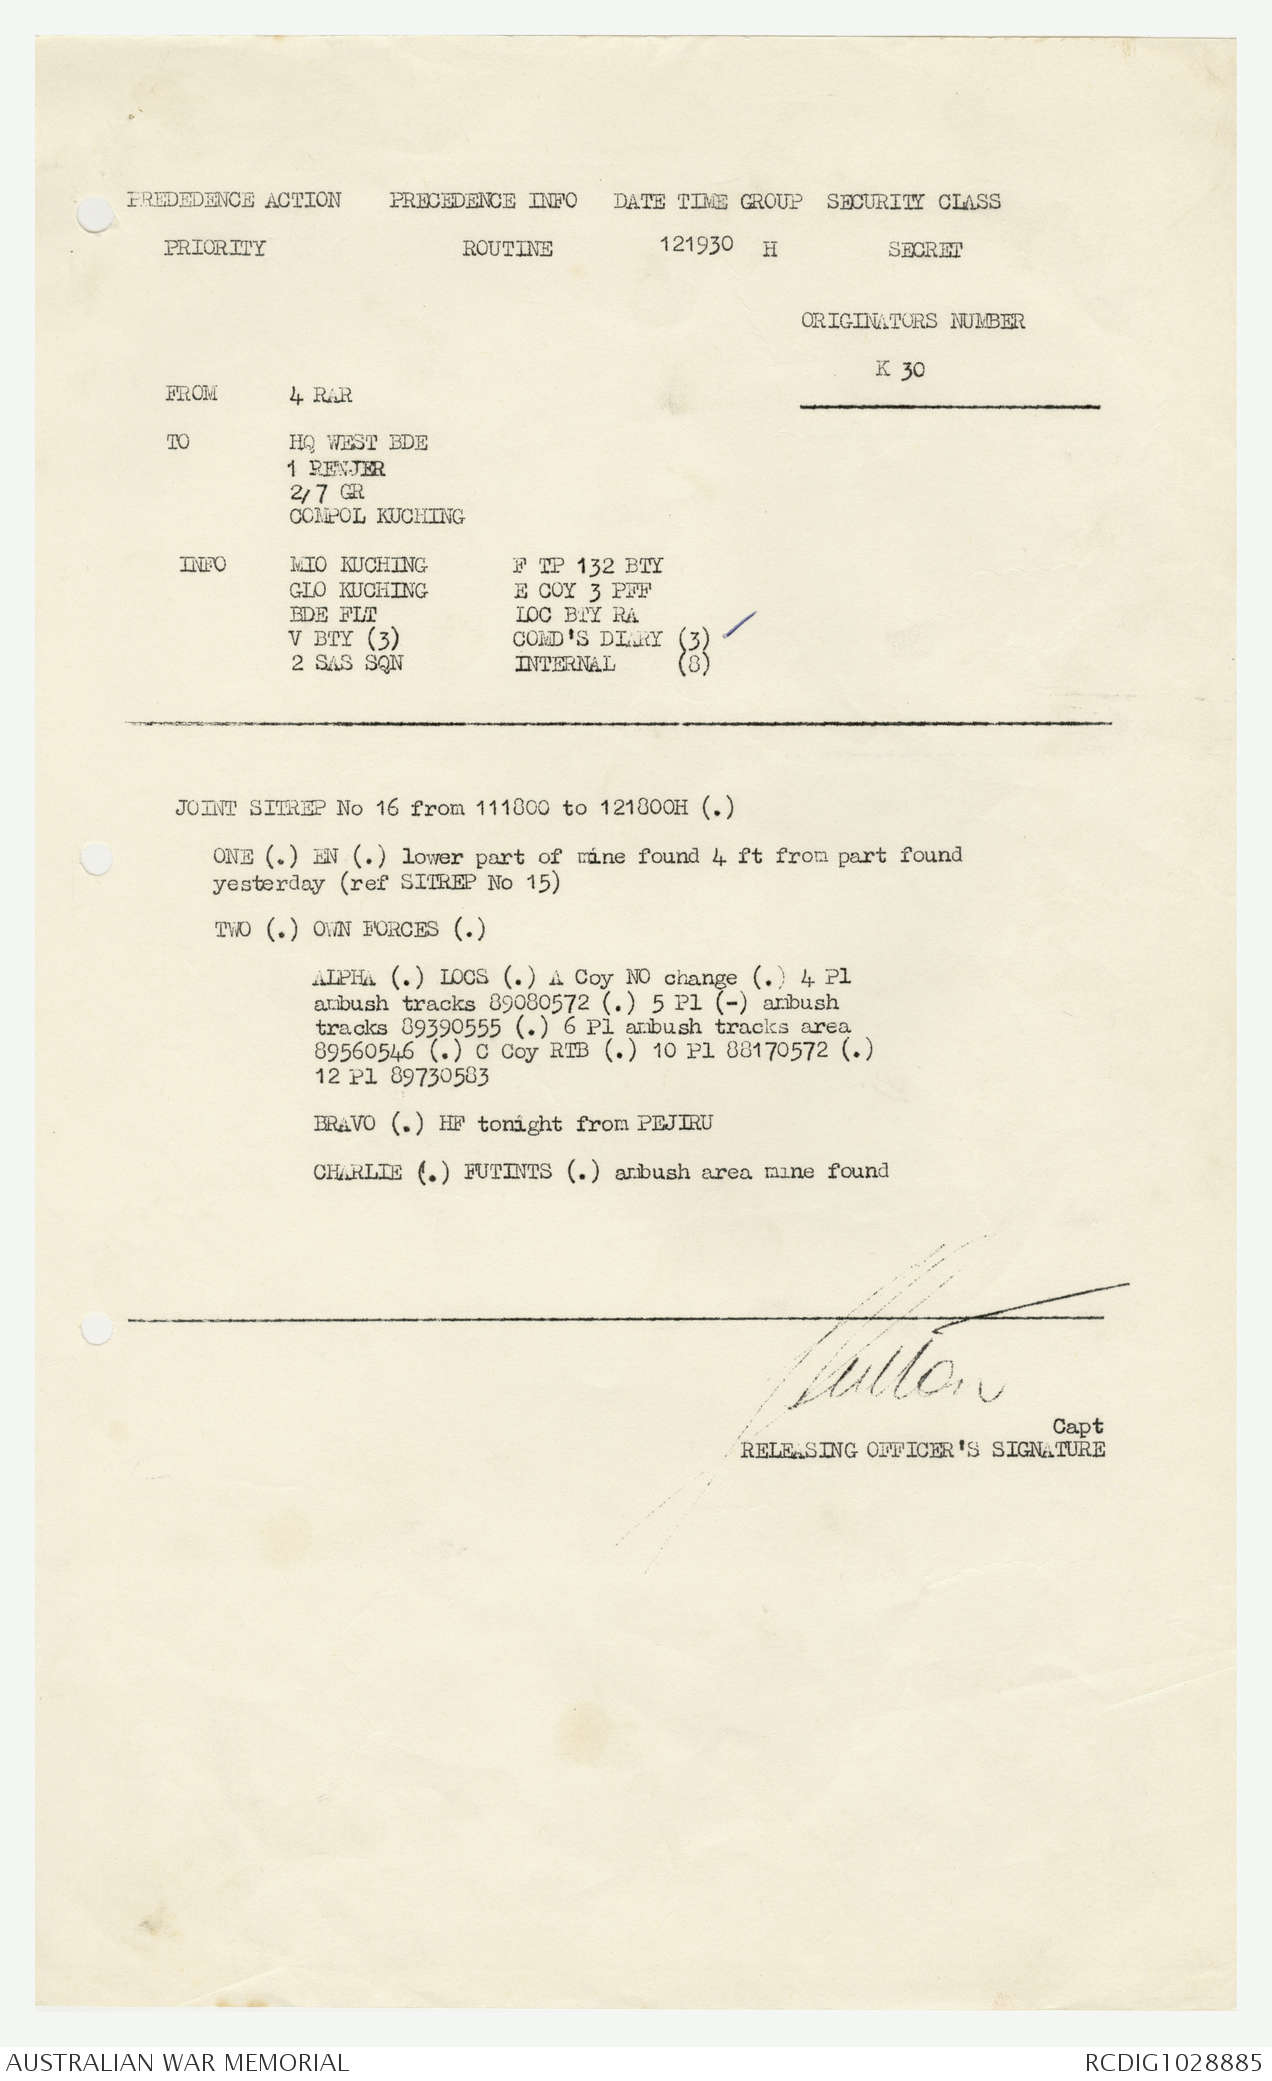 PREDEDENCE ACTION    PRECEDENCE INFO    DATE TIME GROUP    SECURITY CLASS
PRIORITY    ROUTINE    121930 H    SECRET
ORIGINATORS NUMBER
K 30
FROM    4 RAR
TO    HQ WEST BDE
1 RENJER
2/7 GR
COMPOL KUCHING
INFO    MIO KUCHING    F TP 132 BTY
GLO KUCHING    E COY 3 PFF
BDE FLT    LOC BTY RA
V BTY (3)    COMD'S DIARY (3)
2 SAS SQN    INTERNAL (8)
JOINT SITREP No 16 from 111800 to 121800H (.)
ONE (.) EN (.) lower part of mine found 4 ft from part found
yesterday (ref SITREP No 15)
TWO (.) OWN FORCES (.)
ALPHA (.) LOCS (.) A Coy NO change (.) 4 Pl
ambush tracks 89080572 (.) 5 Pl (-) ambush
tracks 89390555 (.) 6 Pl ambush tracks area
89560546 (.) C Coy RTB (.) 10 Pl 88170572 (.)
12 Pl 89730583
BRAVO (.) HF tonight from PEJIRU
CHARLIE (.) FUTINTS (.) ambush area mine found
Capt
RELEASING OFFICER'S SIGNATURE
AUSTRALIAN WAR MEMORIAL    RCDIG1028885